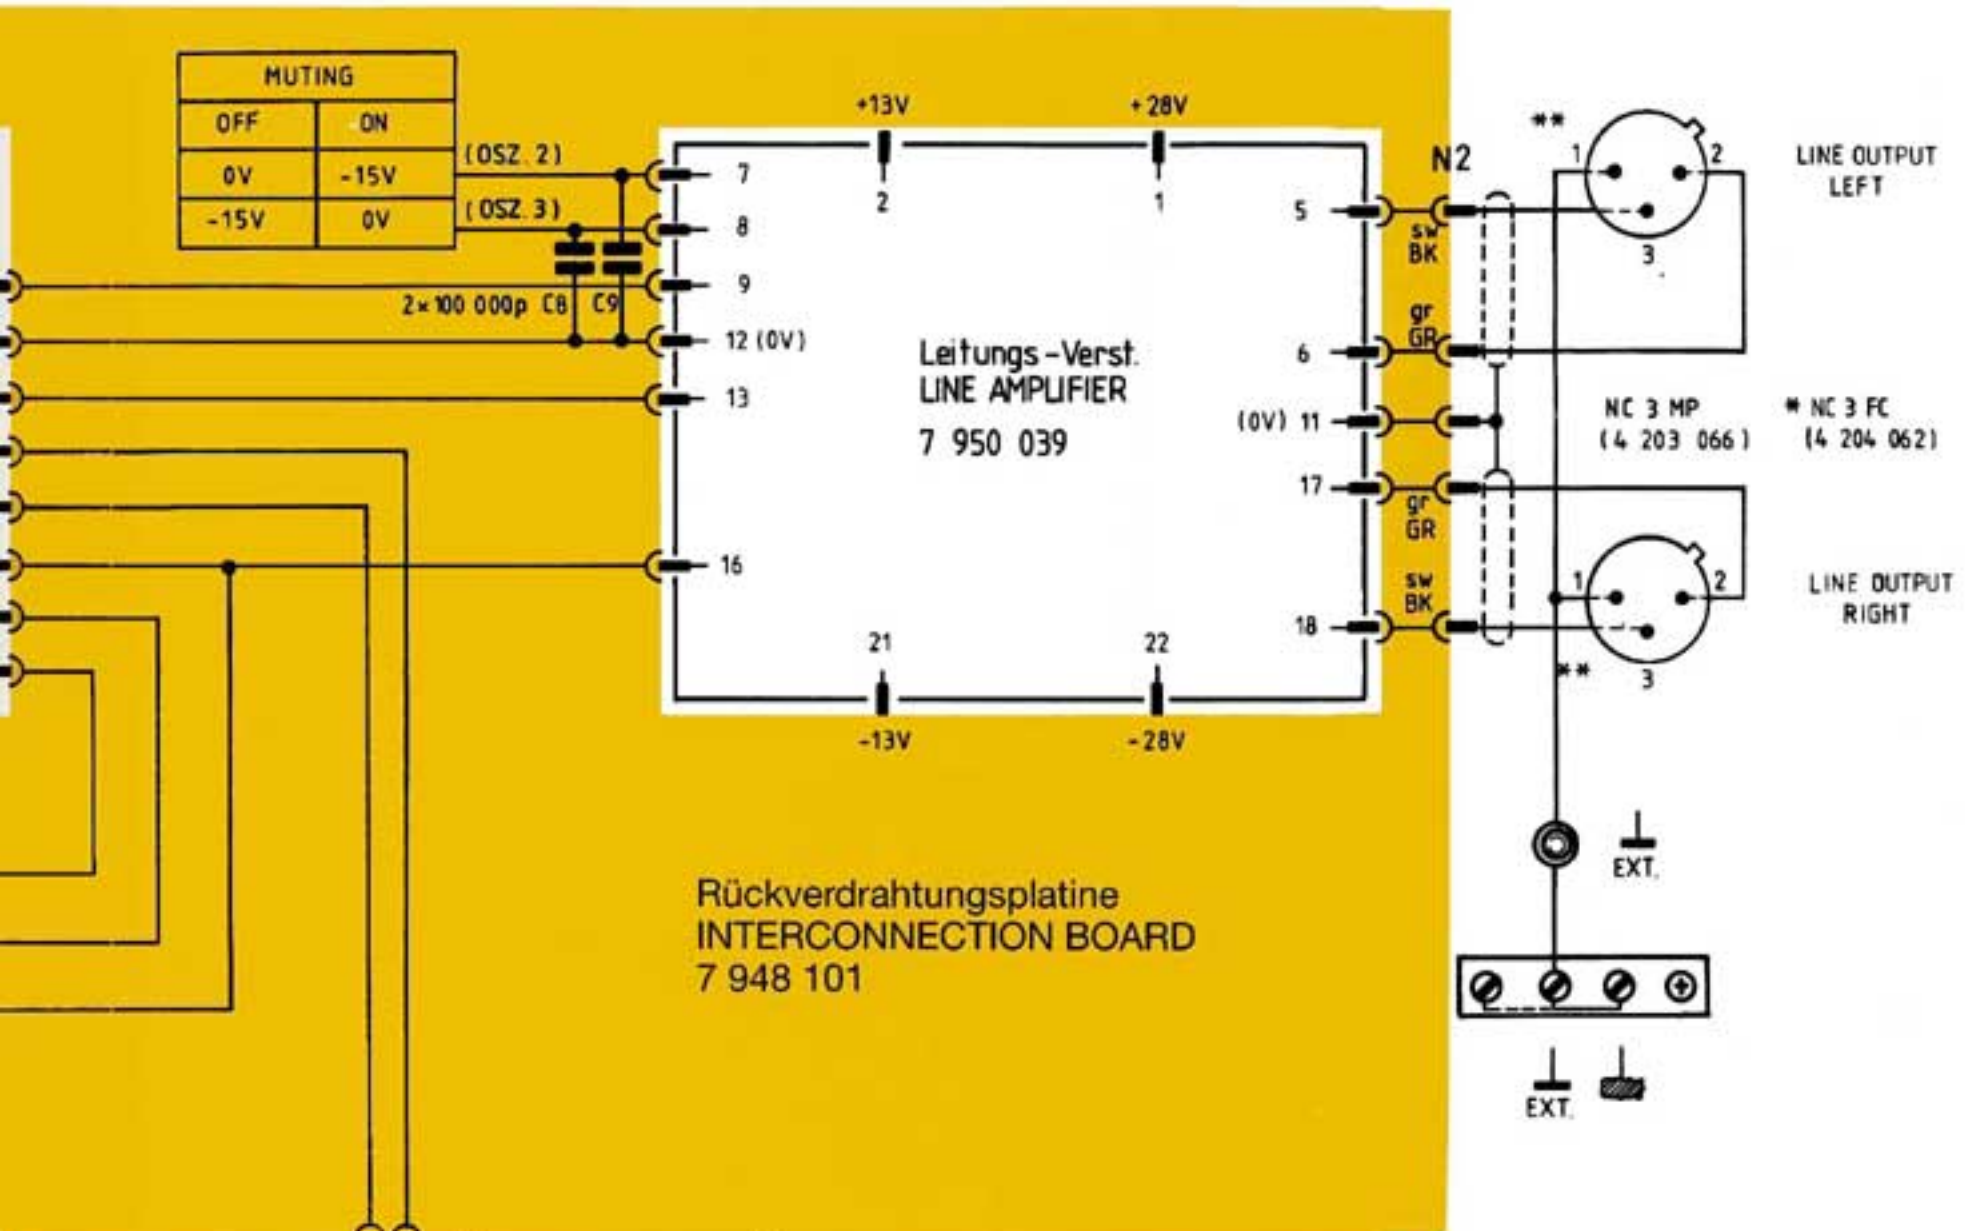 MUTING
OFF ON
0V -15V
-15V 0V
(OSZ. 2)
(OSZ. 3)
2×100 000p C8 C9
+13V +28V
2 1
7
8
9
12 (0V)
13
16
Leitungs-Verst.
LINE AMPLIFIER
7 950 039
5
6
(0V) 11
17
18
21 22
-13V -28V
N2
sw
BK
gr
GR
gr
GR
sw
BK
**
1 2
3
LINE OUTPUT
LEFT
NC 3 MP
(4 203 066)
* NC 3 FC
(4 204 062)
1 2
3
**
LINE OUTPUT
RIGHT
EXT.
EXT.
Rückverdrahtungsplatine
INTERCONNECTION BOARD
7 948 101